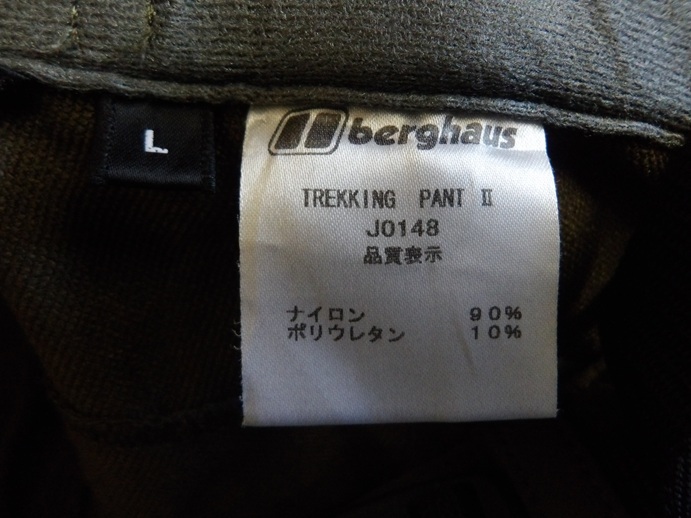 L
berghaus
TREKKING PANT II
J0148
品質表示
ナイロン 90%
ポリウレタン 10%